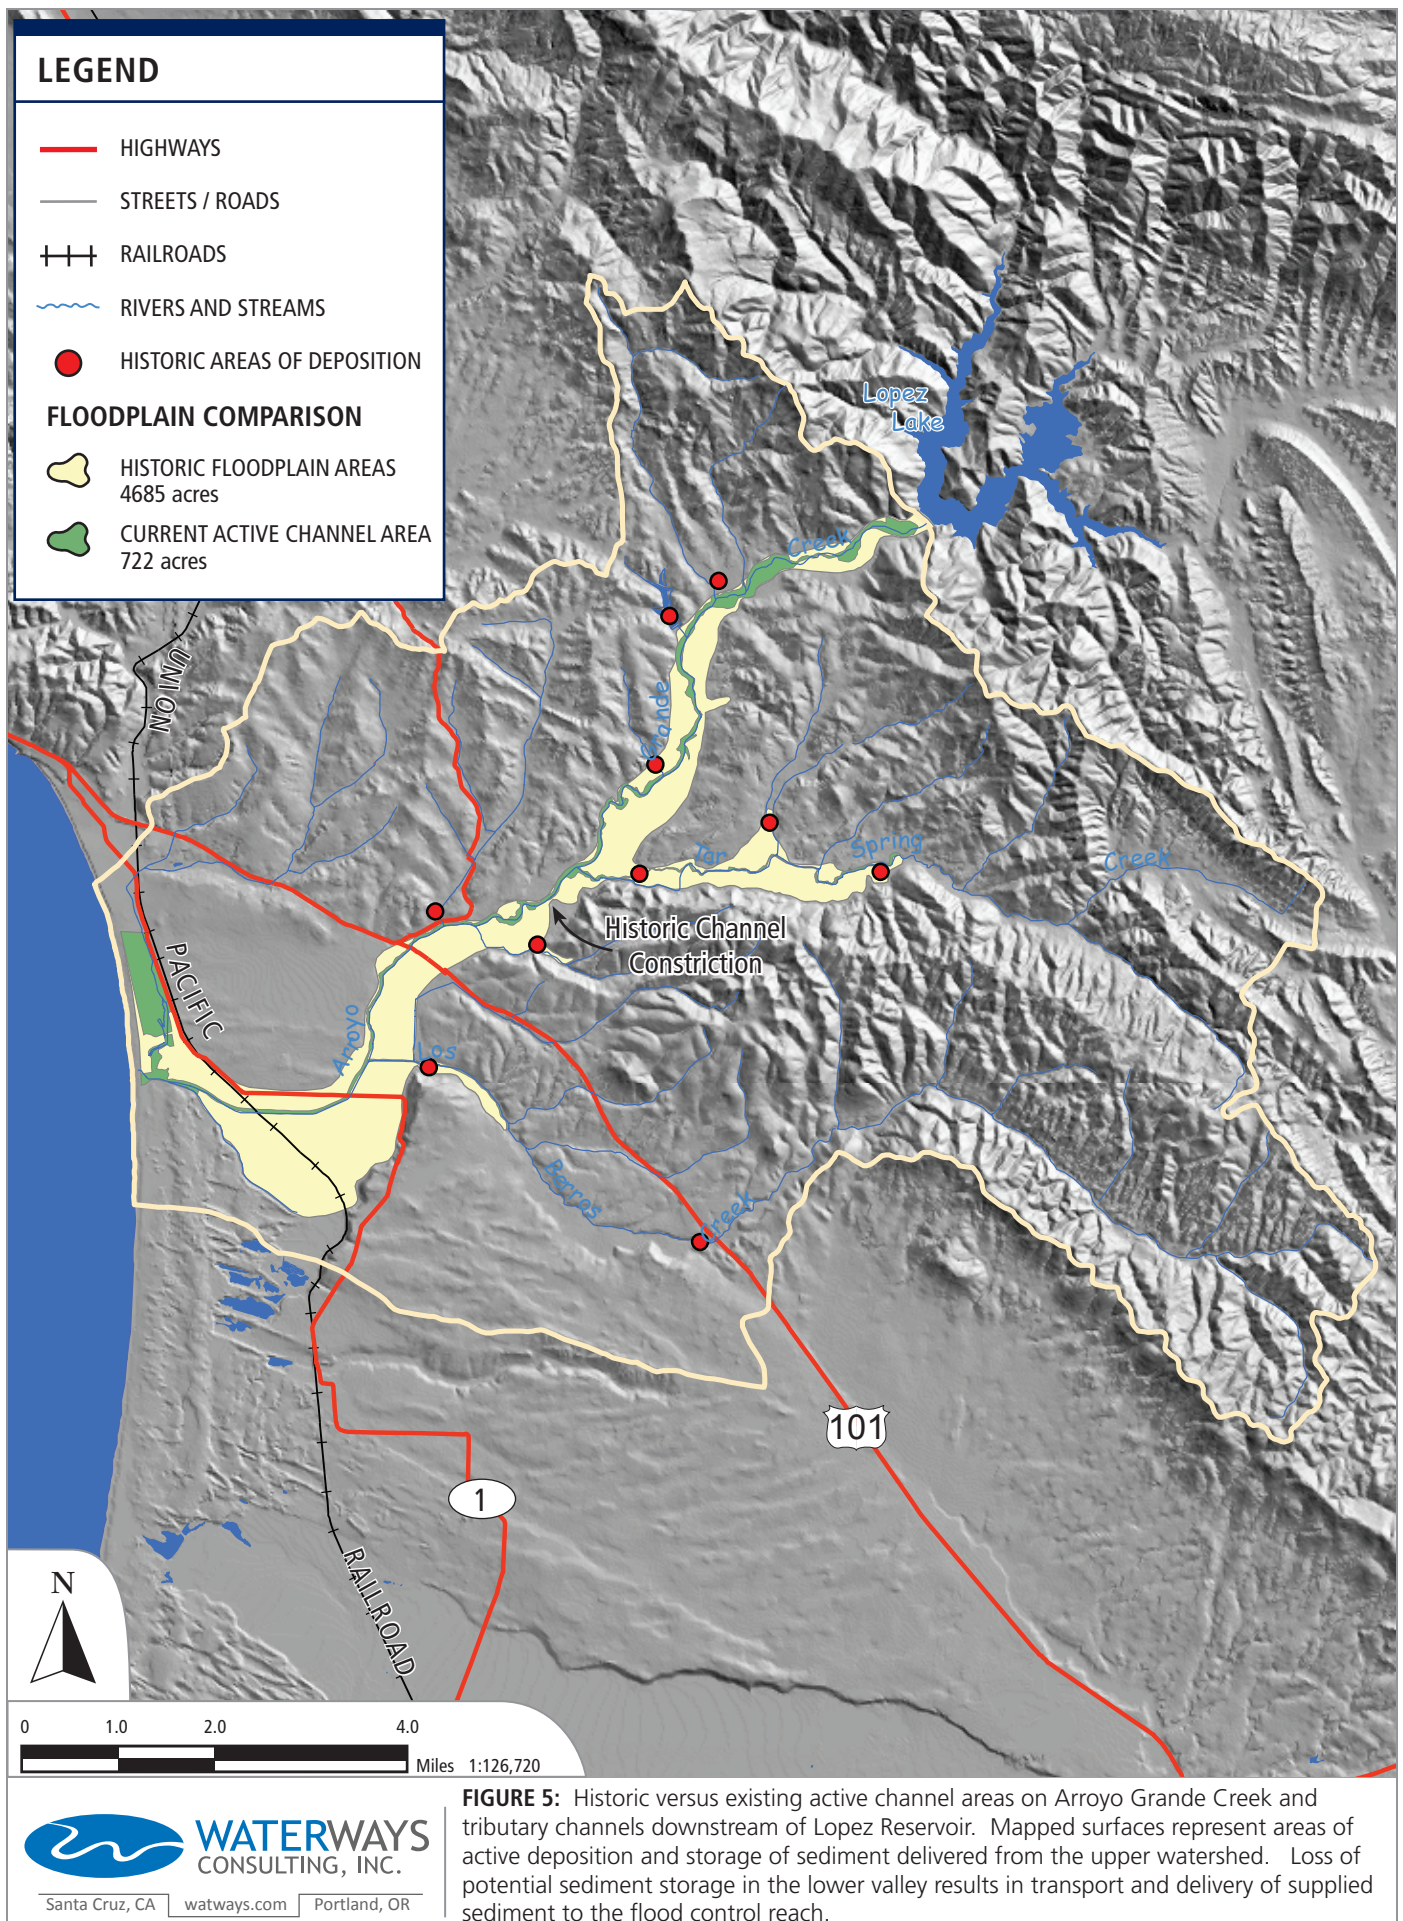 LEGEND
HIGHWAYS
STREETS / ROADS
RAILROADS
RIVERS AND STREAMS
HISTORIC AREAS OF DEPOSITION
FLOODPLAIN COMPARISON
HISTORIC FLOODPLAIN AREAS
4685 acres
CURRENT ACTIVE CHANNEL AREA
722 acres
Lopez
Lake
Creek
UNION
Grande
Tar
Spring
Creek
Historic Channel
Constriction
PACIFIC
Arroyo
Los
Berros
Creek
101
1
RAILROAD
N
0 1.0 2.0 4.0
Miles 1:126,720
WATERWAYS
CONSULTING, INC.
Santa Cruz, CA watways.com Portland, OR
FIGURE 5: Historic versus existing active channel areas on Arroyo Grande Creek and
tributary channels downstream of Lopez Reservoir. Mapped surfaces represent areas of
active deposition and storage of sediment delivered from the upper watershed. Loss of
potential sediment storage in the lower valley results in transport and delivery of supplied
sediment to the flood control reach.